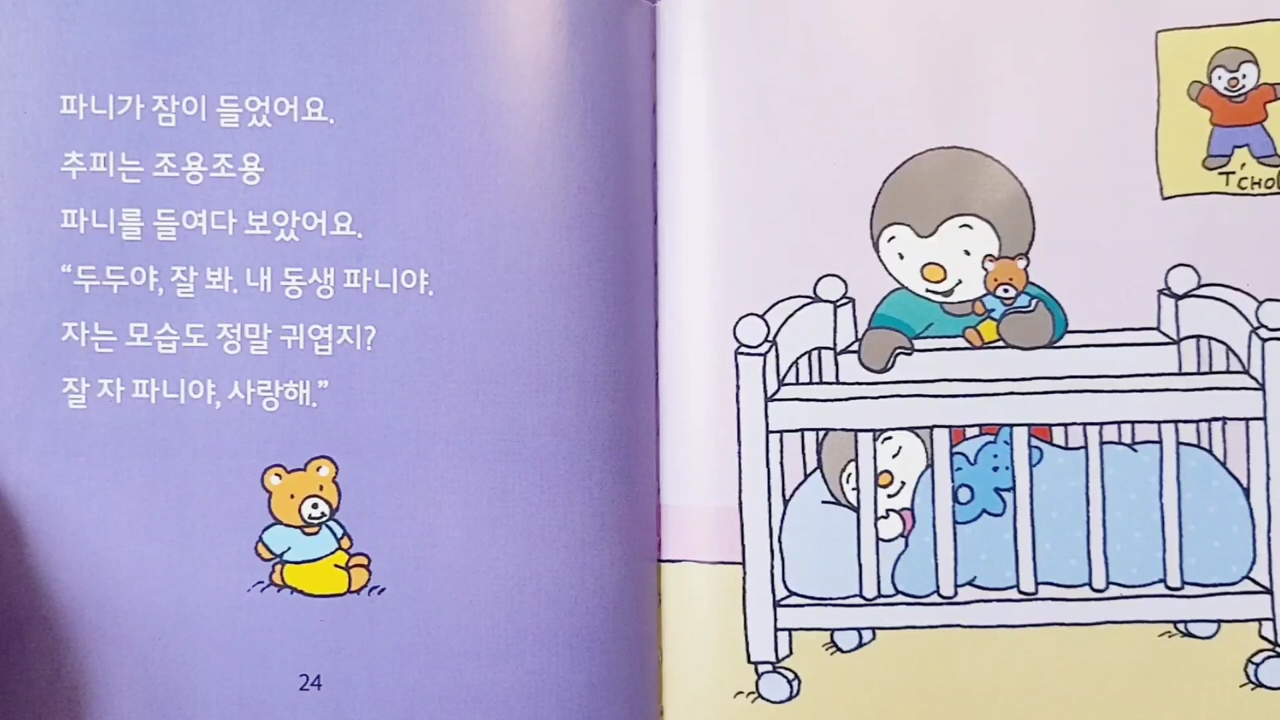 파니가 잠이 들었어요.
추피는 조용조용
파니를 들여다 보았어요.
“두두야, 잘 봐. 내 동생 파니야.
자는 모습도 정말 귀엽지?
잘 자 파니야, 사랑해.”
24